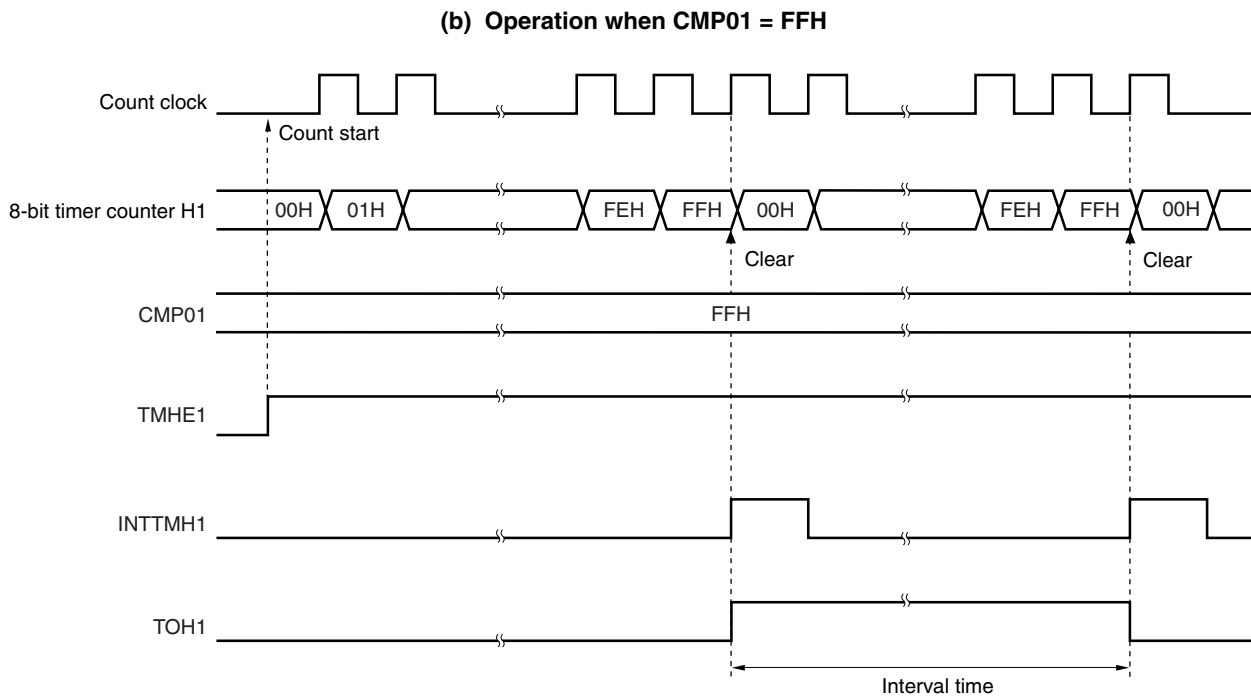 (b) Operation when CMP01 = FFH
Count clock
Count start
8-bit timer counter H1
00H 01H FEH FFH 00H FEH FFH 00H
Clear Clear
CMP01
FFH
TMHE1
INTTMH1
TOH1
Interval time